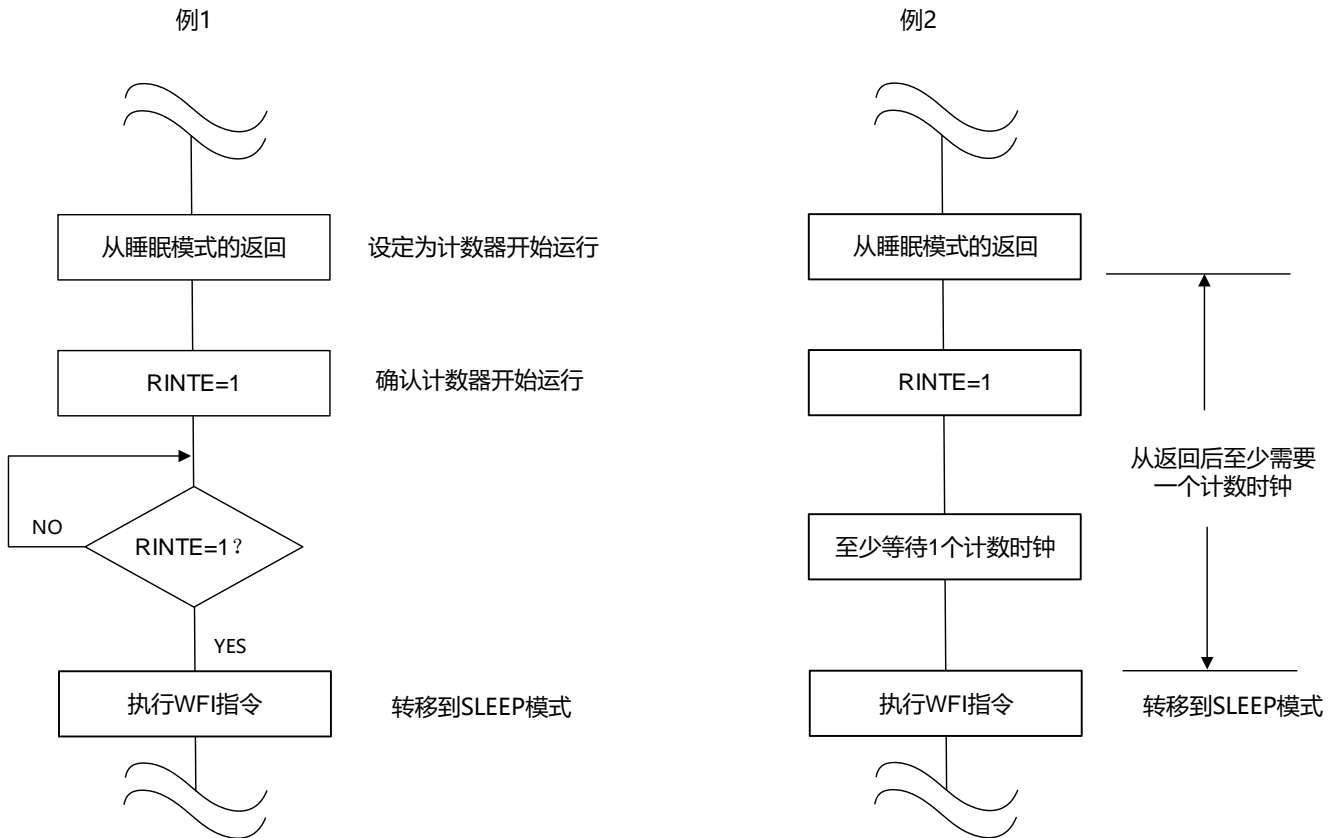 例1
从睡眠模式的返回
设定为计数器开始运行
RINTE=1
确认计数器开始运行
NO
RINTE=1？
YES
执行WFI指令
转移到SLEEP模式
例2
从睡眠模式的返回
RINTE=1
从返回后至少需要
一个计数时钟
至少等待1个计数时钟
执行WFI指令
转移到SLEEP模式